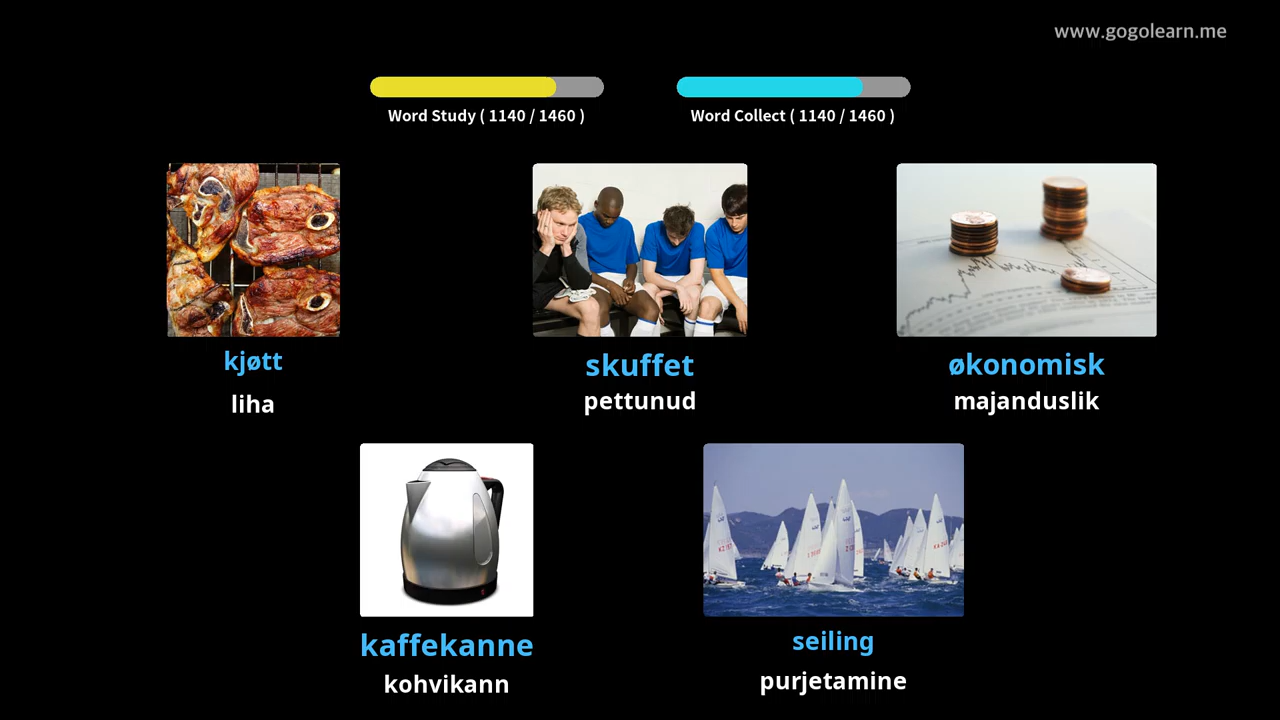 www.gogolearn.me
Word Study ( 1140 / 1460 )
Word Collect ( 1140 / 1460 )
kjøtt
liha
skuffet
pettunud
økonomisk
majanduslik
kaffekanne
kohvikann
seiling
purjetamine